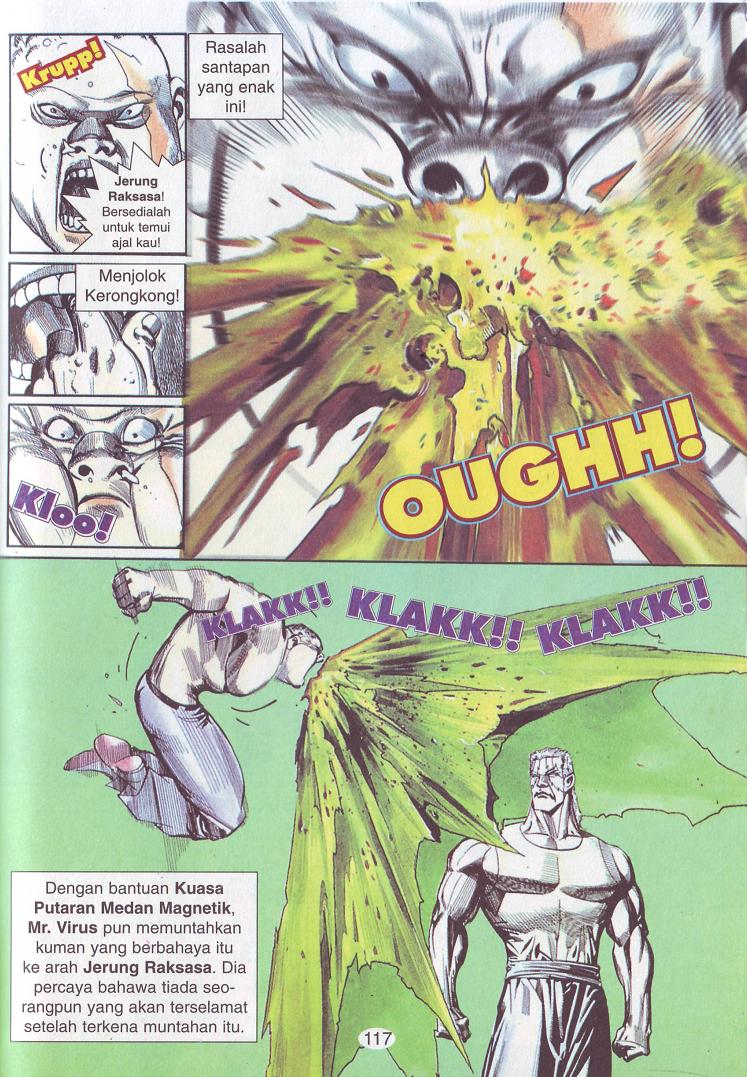 Krupp!
Jerung
Raksasa!
Bersedialah
untuk temui
ajal kau!
Rasalah
santapan
yang enak
ini!
Menjolok
Kerongkong!
Kloo!
OUGHH!
KLAKK!! KLAKK!! KLAKK!!
Dengan bantuan Kuasa
Putaran Medan Magnetik,
Mr. Virus pun memuntahkan
kuman yang berbahaya itu
ke arah Jerung Raksasa. Dia
percaya bahawa tiada seo-
rangpun yang akan terselamat
setelah terkena muntahan itu.
117